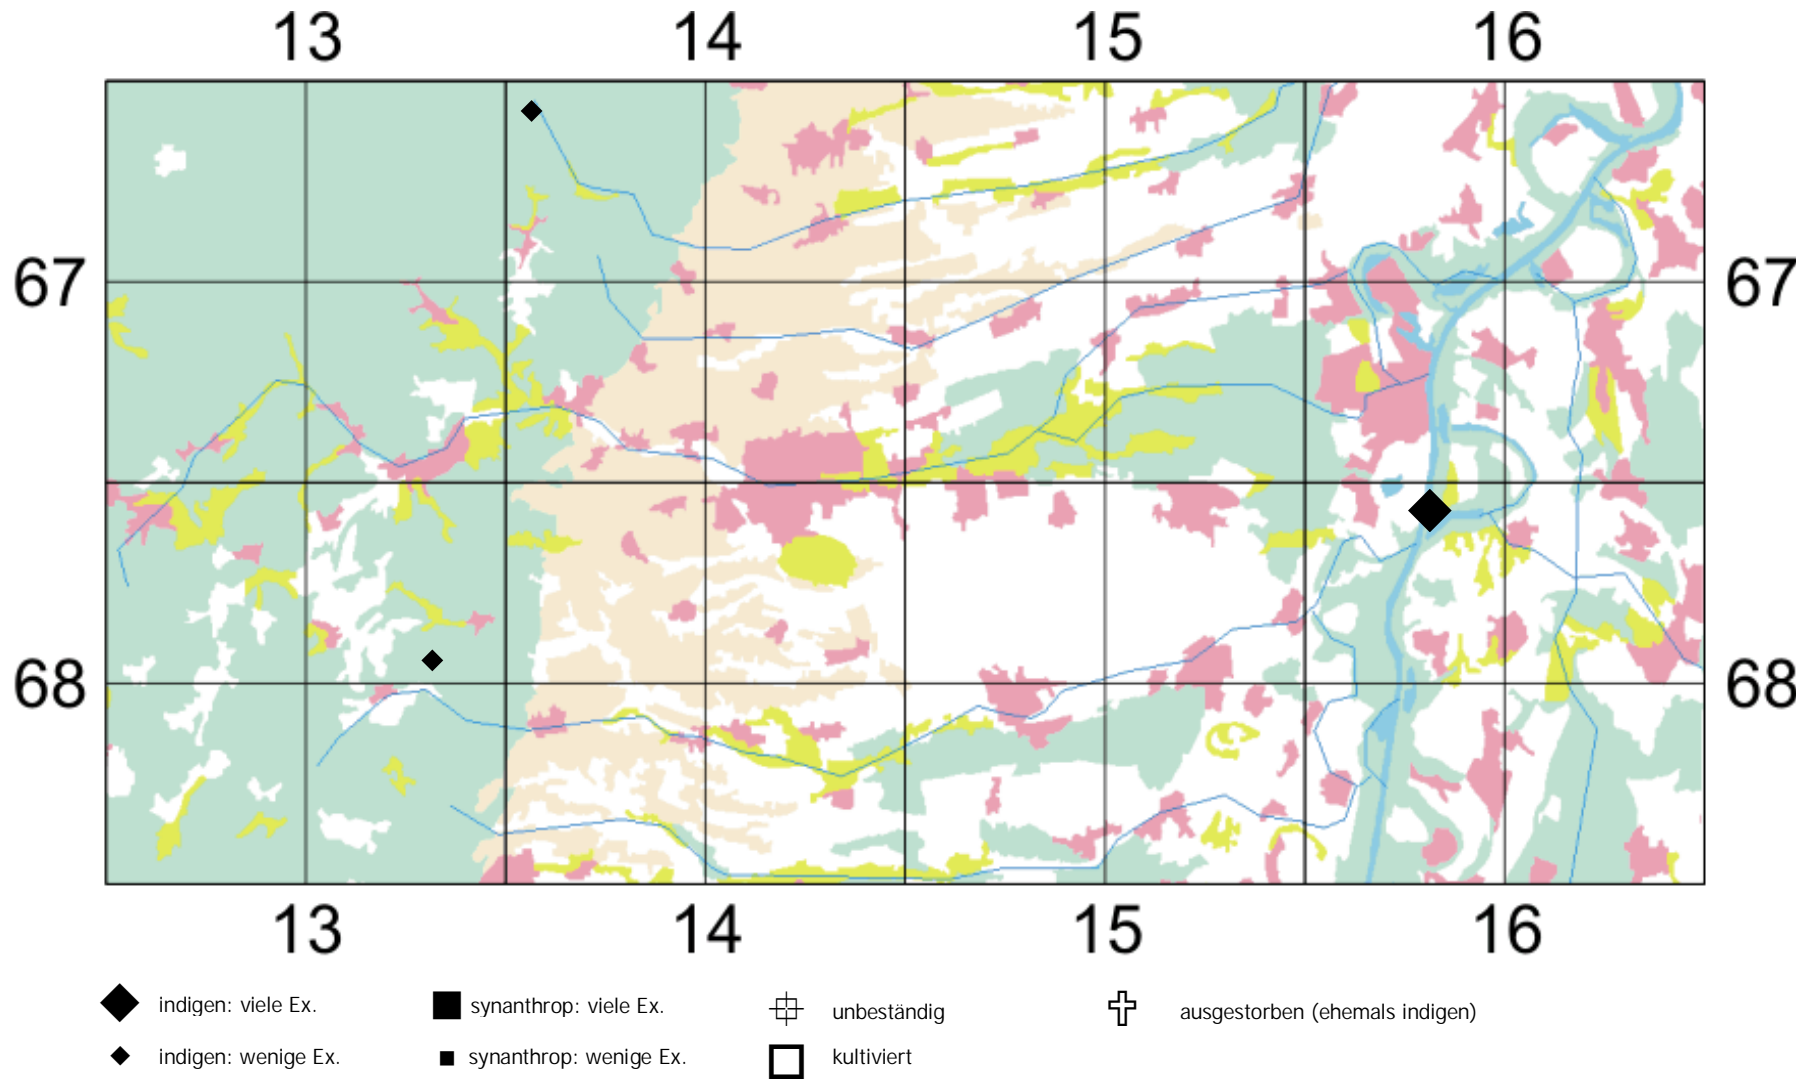 13 14 15 16
67 67
68 68
13 14 15 16
indigen: viele Ex. synanthrop: viele Ex. unbeständig ausgestorben (ehemals indigen)
indigen: wenige Ex. synanthrop: wenige Ex. kultiviert